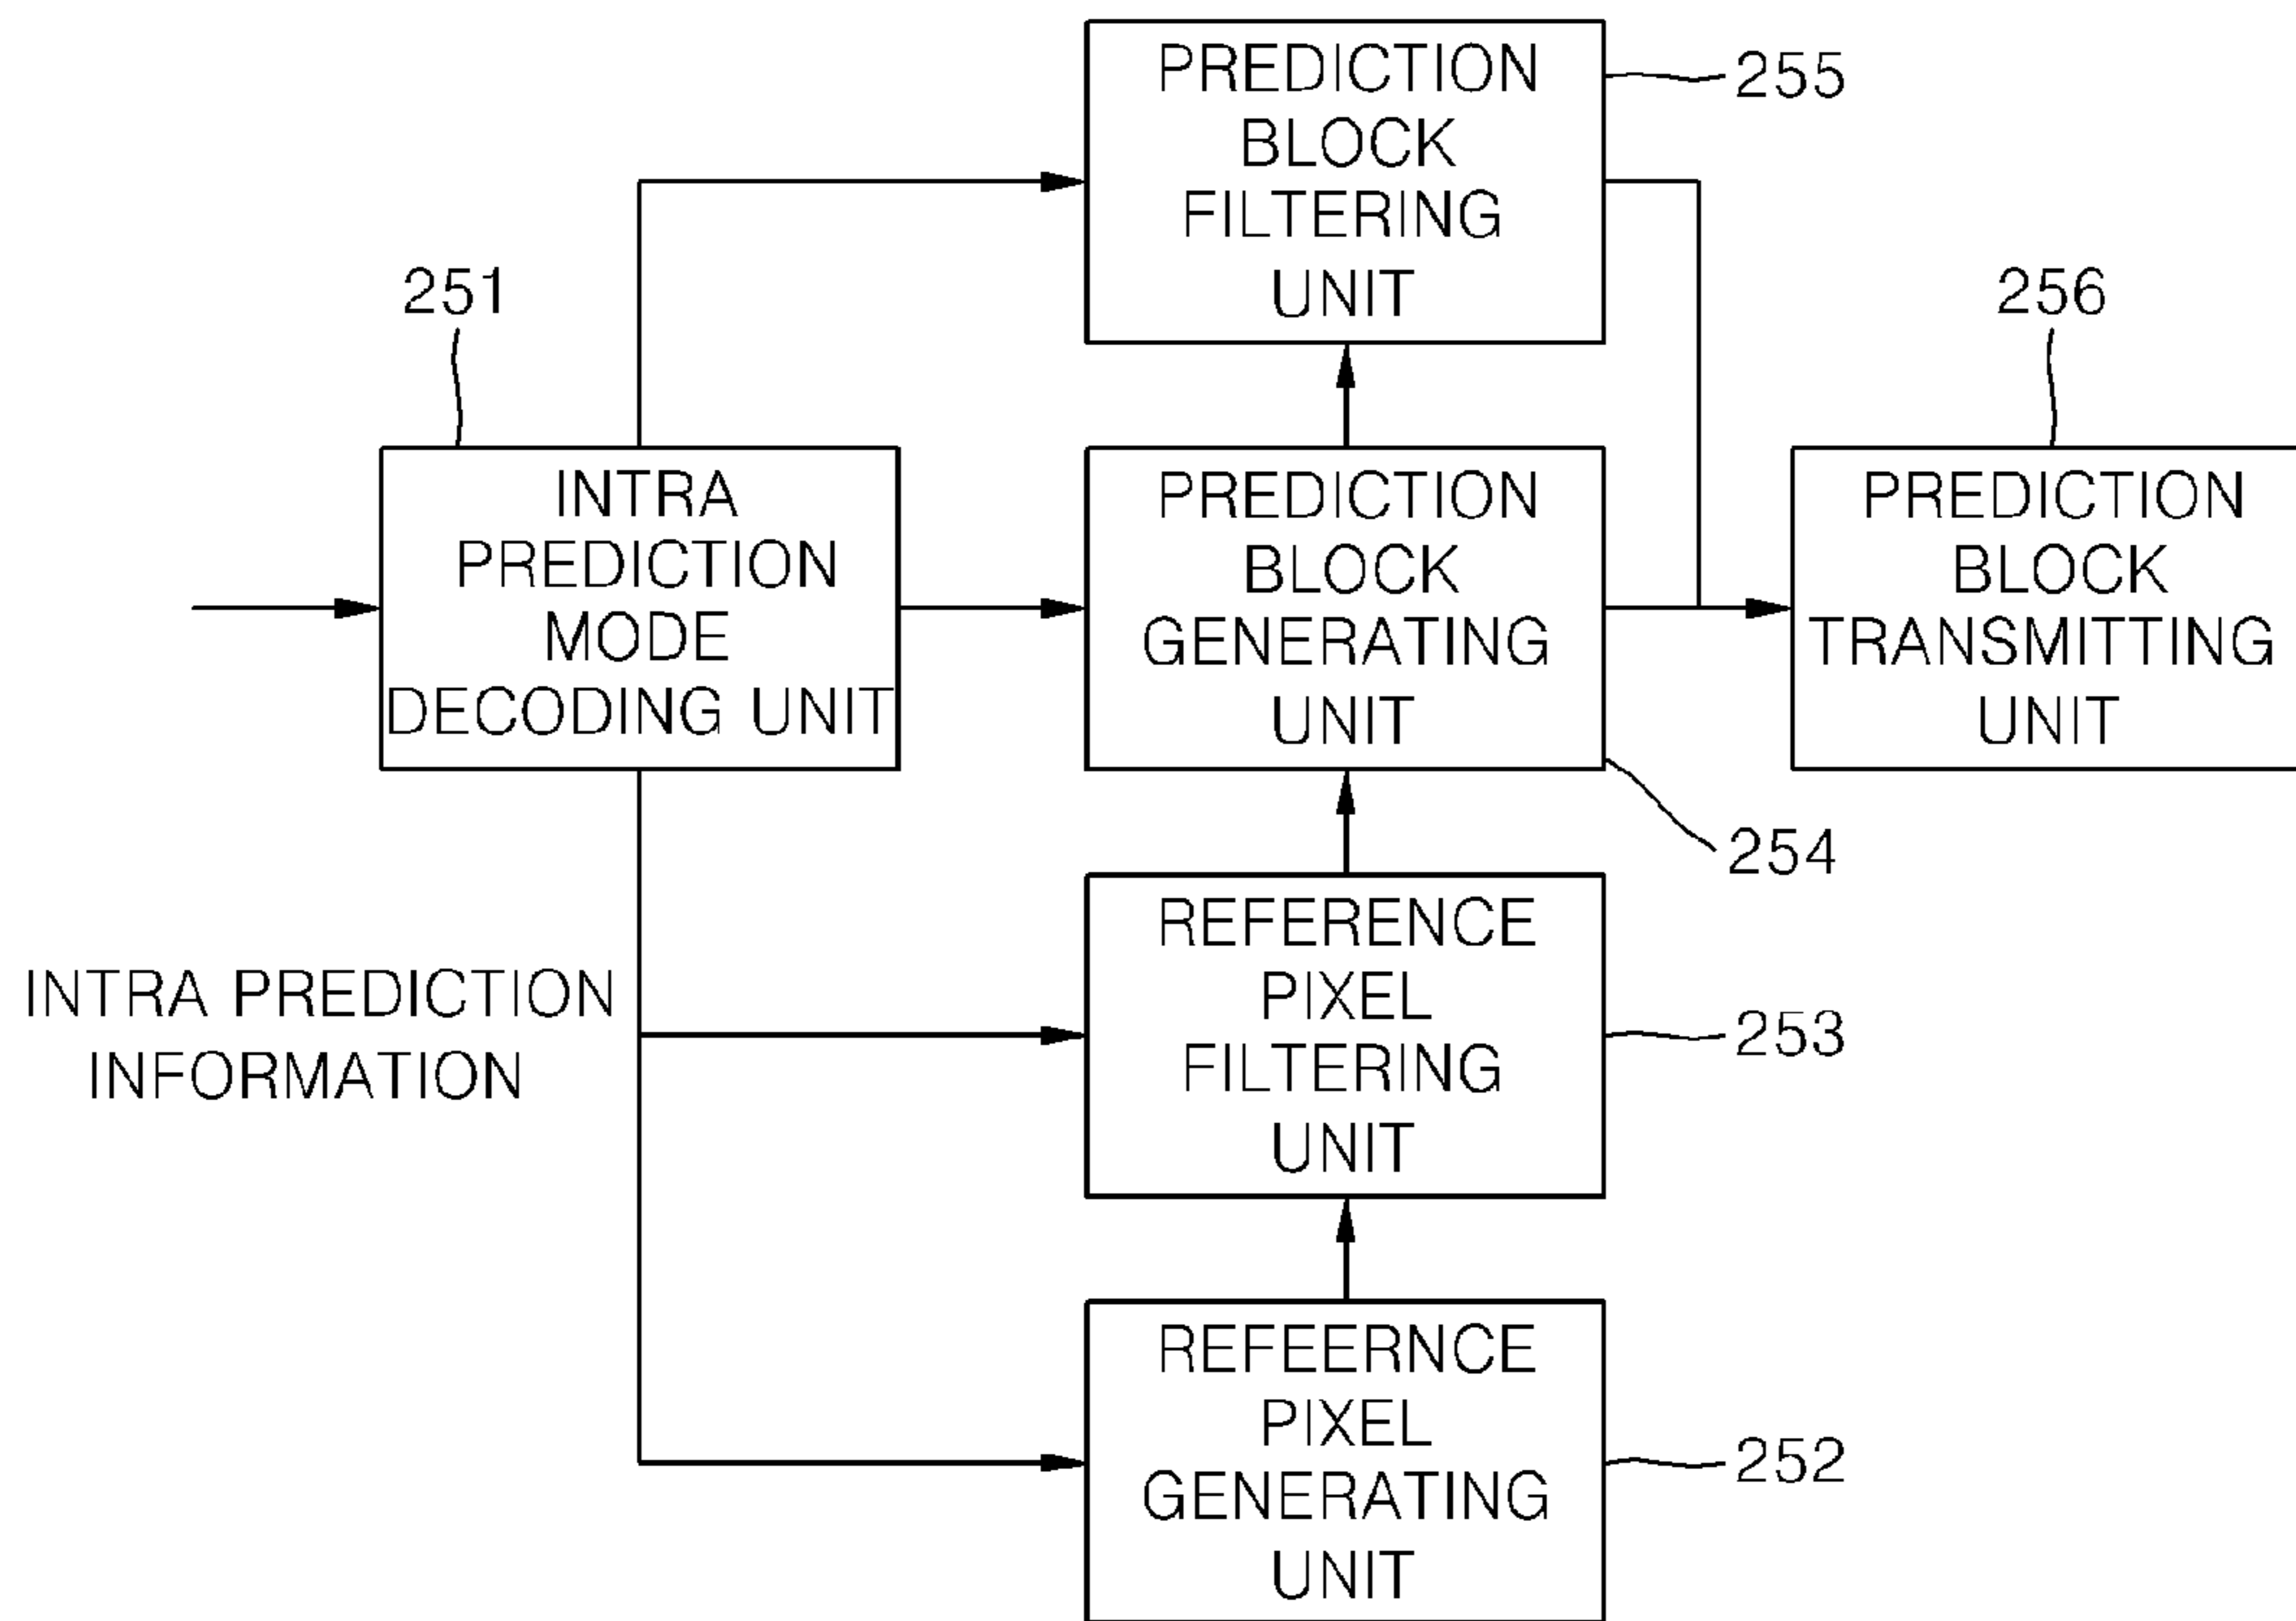 PREDICTION
BLOCK
FILTERING
UNIT
255
251
256
INTRA
PREDICTION
MODE
DECODING UNIT
PREDICTION
BLOCK
GENERATING
UNIT
PREDICTION
BLOCK
TRANSMITTING
UNIT
254
INTRA PREDICTION
INFORMATION
REFERENCE
PIXEL
FILTERING
UNIT
253
REFEERNCE
PIXEL
GENERATING
UNIT
252